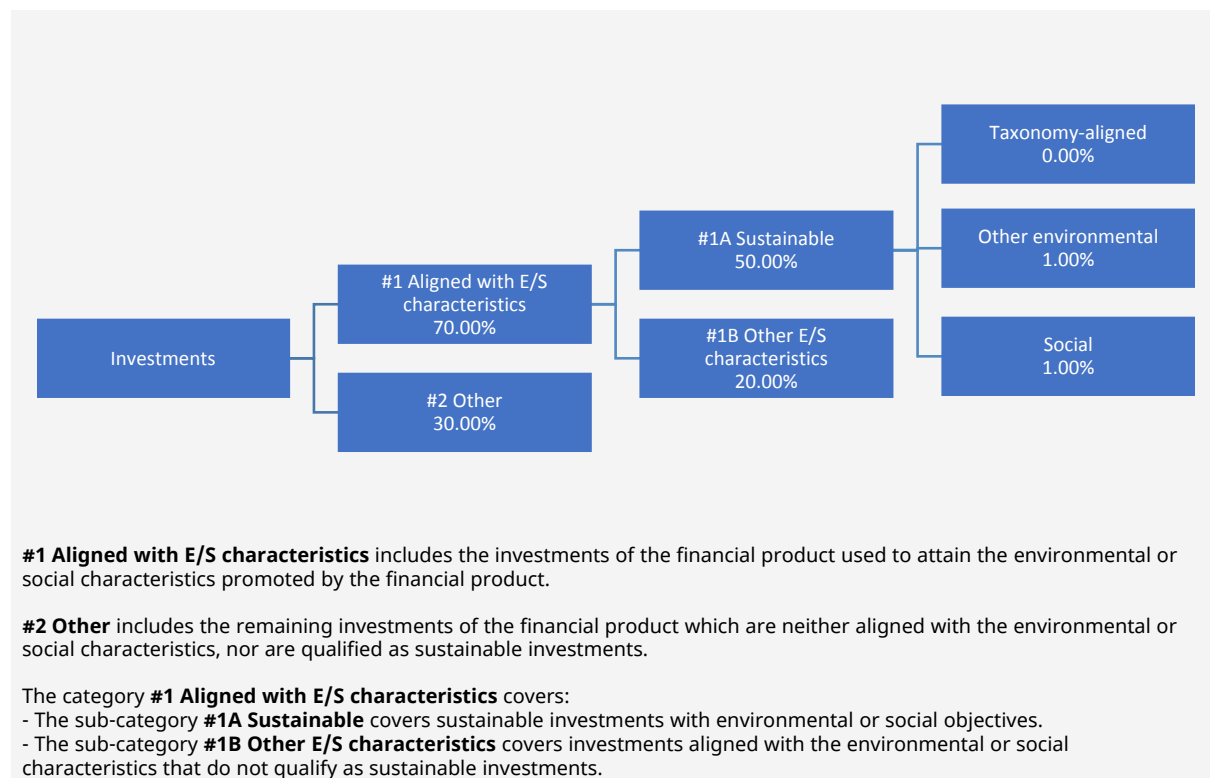 Investments
#1 Aligned with E/S
characteristics
70.00%
#2 Other
30.00%
#1A Sustainable
50.00%
#1B Other E/S
characteristics
20.00%
Taxonomy-aligned
0.00%
Other environmental
1.00%
Social
1.00%
#1 Aligned with E/S characteristics includes the investments of the financial product used to attain the environmental or
social characteristics promoted by the financial product.
#2 Other includes the remaining investments of the financial product which are neither aligned with the environmental or
social characteristics, nor are qualified as sustainable investments.
The category #1 Aligned with E/S characteristics covers:
- The sub-category #1A Sustainable covers sustainable investments with environmental or social objectives.
- The sub-category #1B Other E/S characteristics covers investments aligned with the environmental or social
characteristics that do not qualify as sustainable investments.